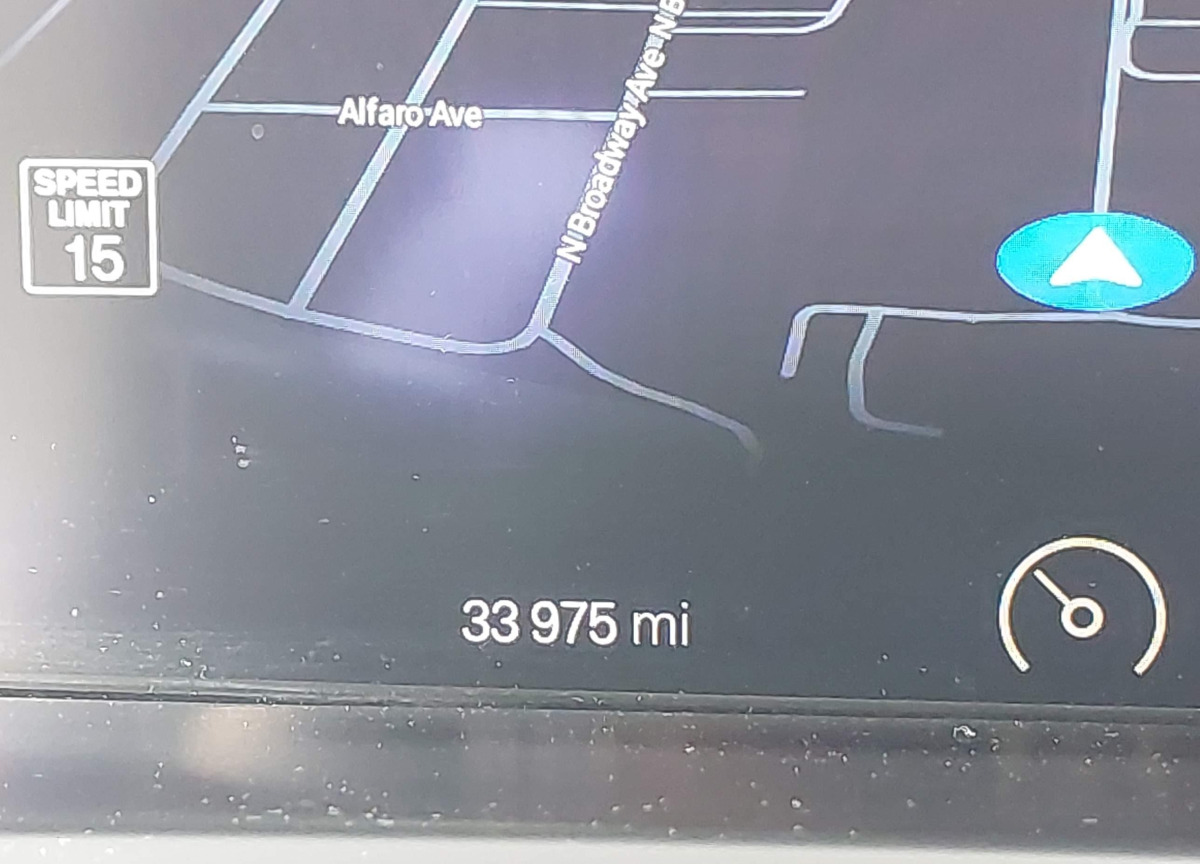 Alfaro Ave
N Broadway Ave
SPEED
LIMIT
15
33 975 mi